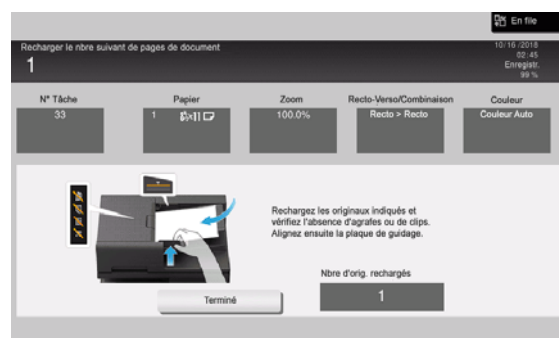 En file
Recharger le nbre suivant de pages de document
1
10/16 /2018
02:45
Enregistr.
99 %
N° Tâche
Papier
Zoom
Recto-Verso/Combinaison
Couleur
33
1 8½x11
100.0%
Recto > Recto
Couleur Auto
Rechargez les originaux indiqués et
vérifiez l'absence d'agrafes ou de clips.
Alignez ensuite la plaque de guidage.
Nbre d'orig. rechargés
1
Terminé